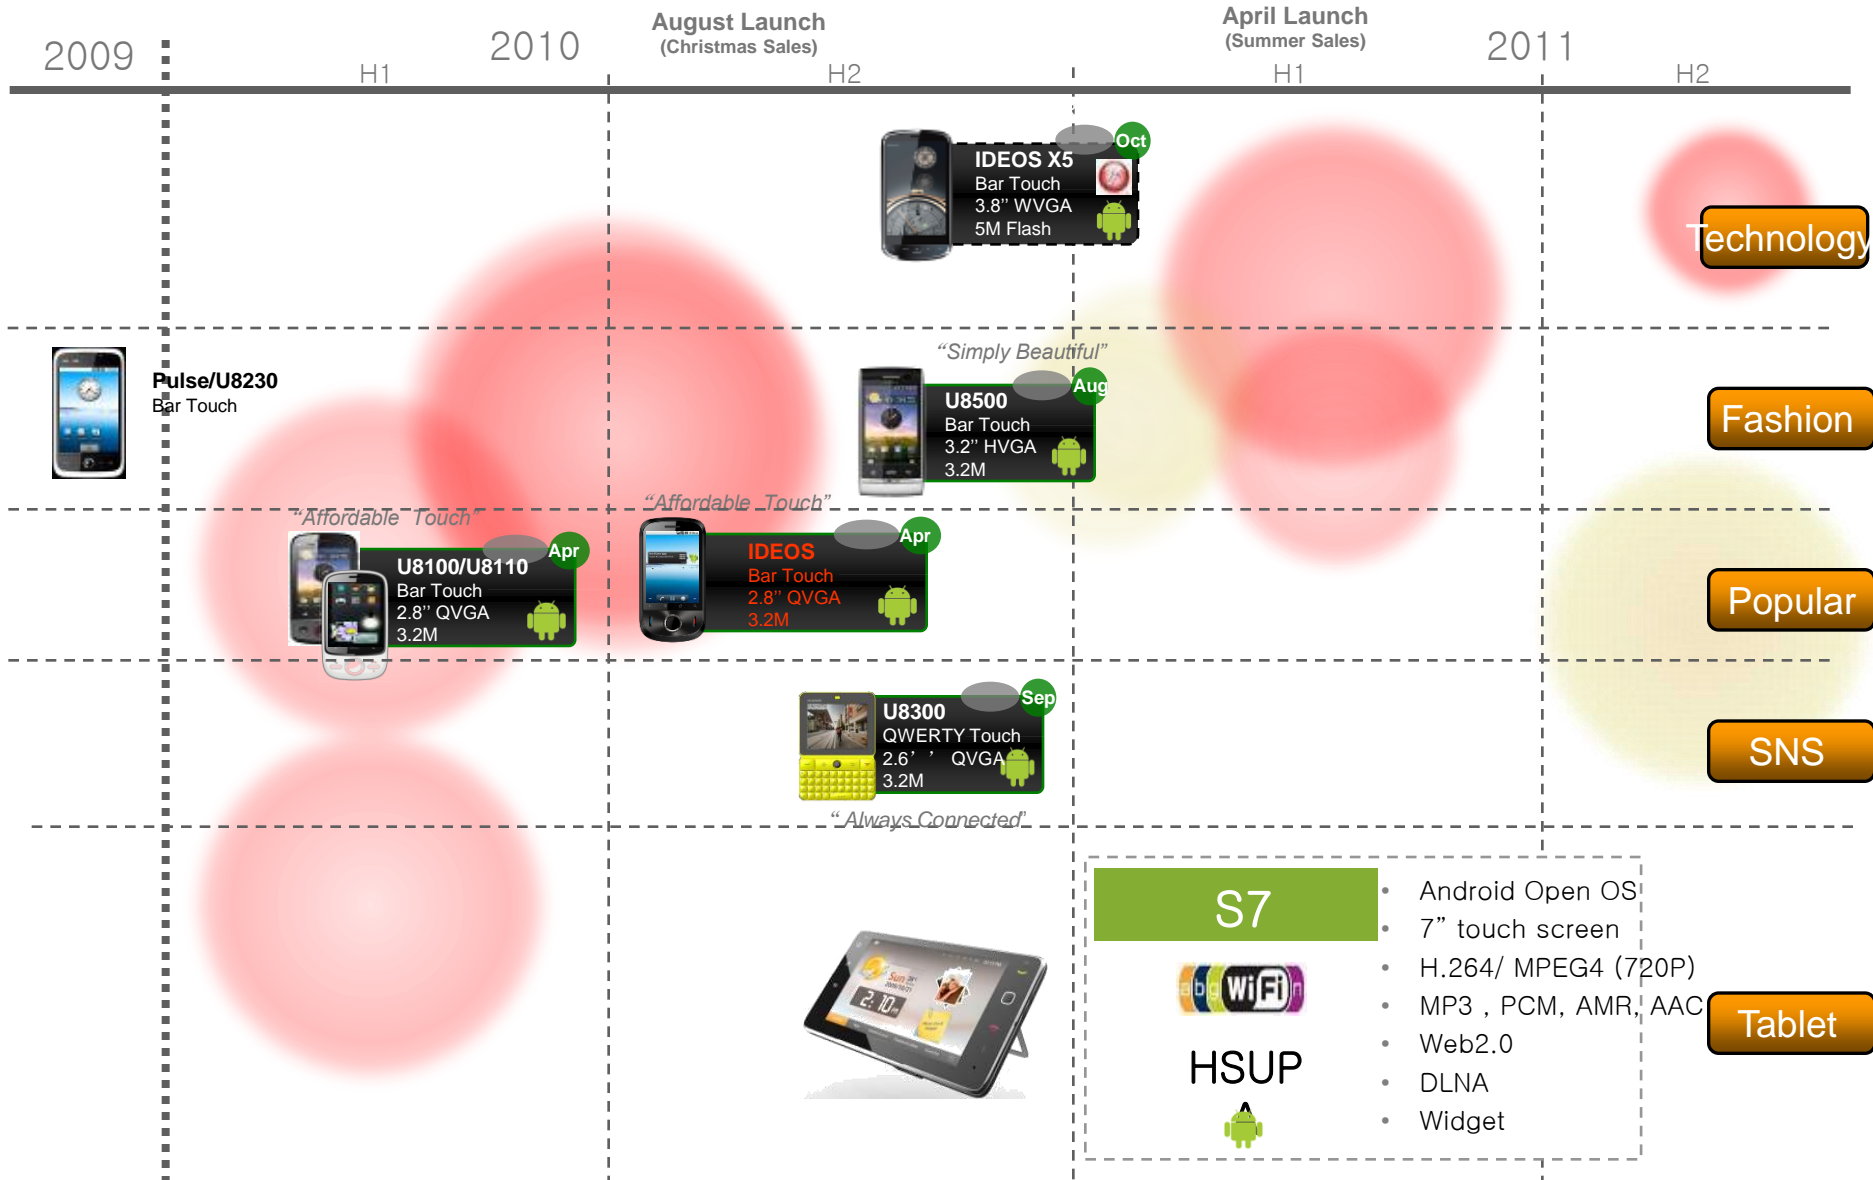 August Launch
(Christmas Sales)
April Launch
(Summer Sales)
2009
2010
2011
H1
H2
H1
H2
Oct
IDEOS X5
Bar Touch
3.8’’ WVGA
5M Flash
Technology
“Simply Beautiful”
Pulse/U8230
Bar Touch
Aug
U8500
Bar Touch
3.2’’ HVGA
3.2M
Fashion
“Affordable Touch”
“Affordable Touch”
Apr
U8100/U8110
Bar Touch
2.8’’ QVGA
3.2M
Apr
IDEOS
Bar Touch
2.8’’ QVGA
3.2M
Popular
Sep
U8300
QWERTY Touch
2.6’ ’ QVGA
3.2M
SNS
“ Always Connected”
S7
abg WiFi n
HSUP
A
• Android Open OS
• 7” touch screen
• H.264/ MPEG4 (720P)
• MP3 , PCM, AMR, AAC
• Web2.0
• DLNA
• Widget
Sun
2:10
Tablet